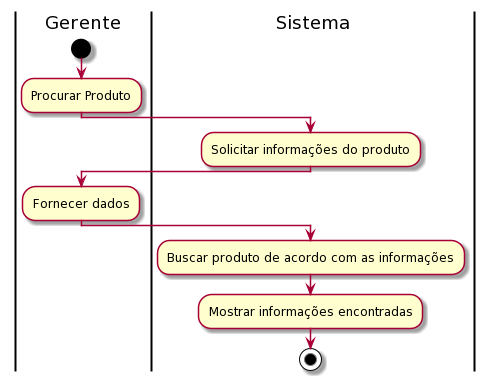 Gerente
Sistema
Procurar Produto
Solicitar informações do produto
Fornecer dados
Buscar produto de acordo com as informações
Mostrar informações encontradas